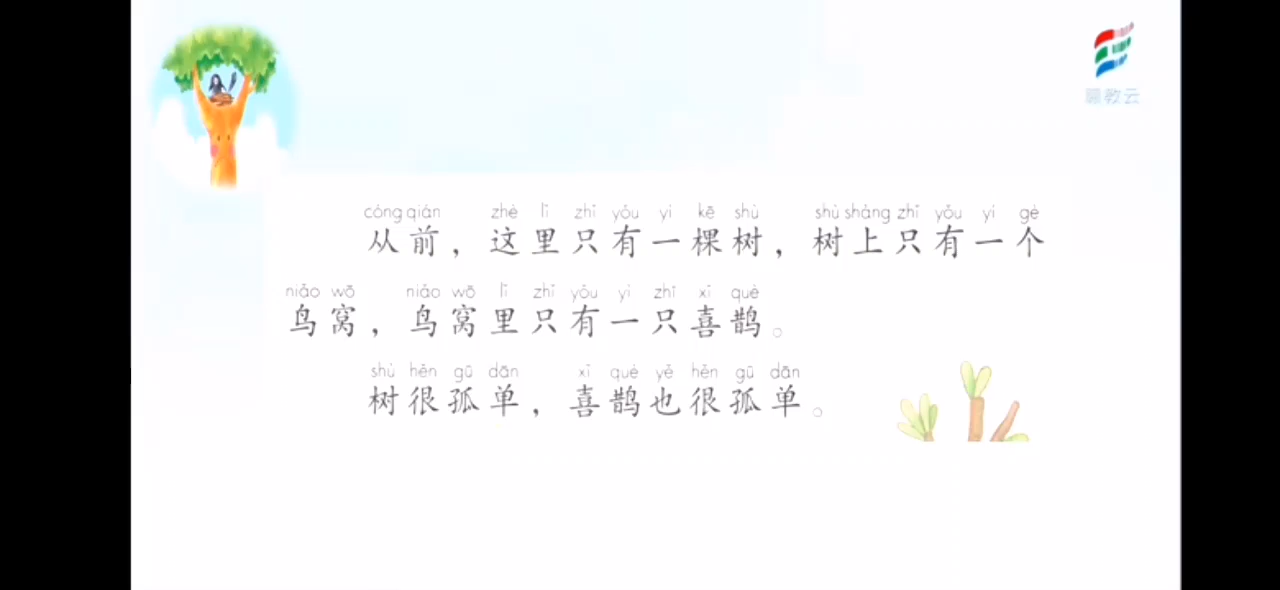 cóng qián zhè lǐ zhǐ yǒu yì kē shù shù shàng zhǐ yǒu yí gè
从前，这里只有一棵树，树上只有一个
niǎo wō niǎo wō lǐ zhǐ yǒu yì zhī xǐ què
鸟窝，鸟窝里只有一只喜鹊。
shù hěn gū dān xǐ què yě hěn gū dān
树很孤单，喜鹊也很孤单。